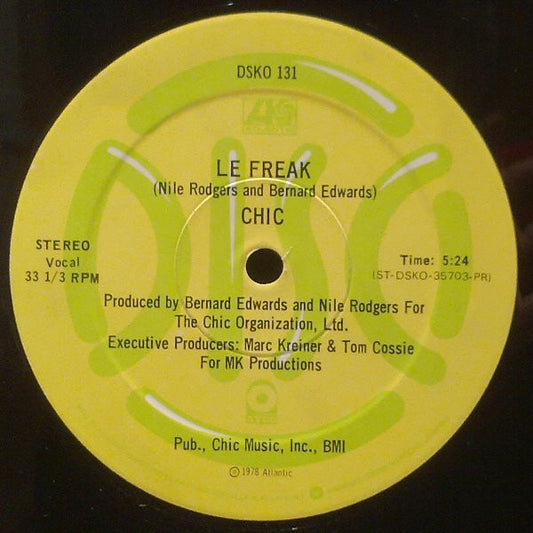 DSKO 131
LE FREAK
(Nile Rodgers and Bernard Edwards)
CHIC
STEREO
Vocal
33 1/3 RPM
Time: 5:24
(ST-DSKO-35703-PR)
Produced by Bernard Edwards and Nile Rodgers For
The Chic Organization, Ltd.
Executive Producers: Marc Kreiner & Tom Cossie
For MK Productions
Pub., Chic Music, Inc., BMI
℗ 1978 Atlantic